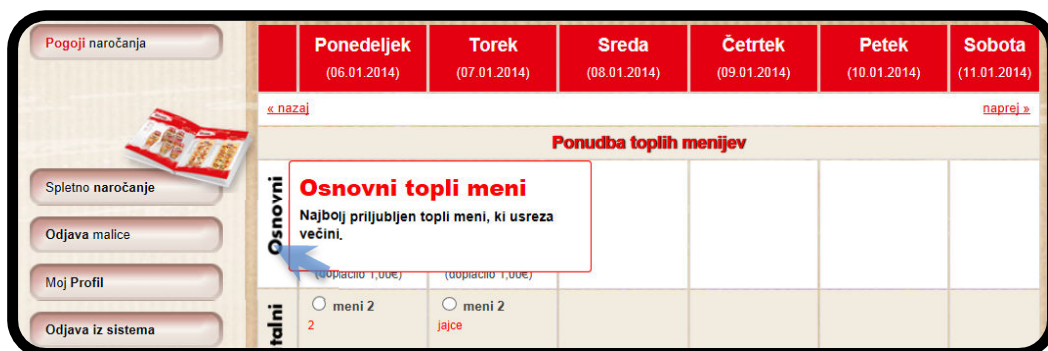 Pogoji naročanja
Ponedeljek Torek Sreda Četrtek Petek Sobota
(06.01.2014) (07.01.2014) (08.01.2014) (09.01.2014) (10.01.2014) (11.01.2014)
« nazaj naprej »
Ponudba toplih menijev
Spletno naročanje
Odjava malice
Moj Profil
Odjava iz sistema
Osnovni
Osnovni topli meni
Najbolj priljubljen topli meni, ki usreza
večini.
(doplačilo 1,00€) (doplačilo 1,00€)
meni 2 meni 2
2 jajce